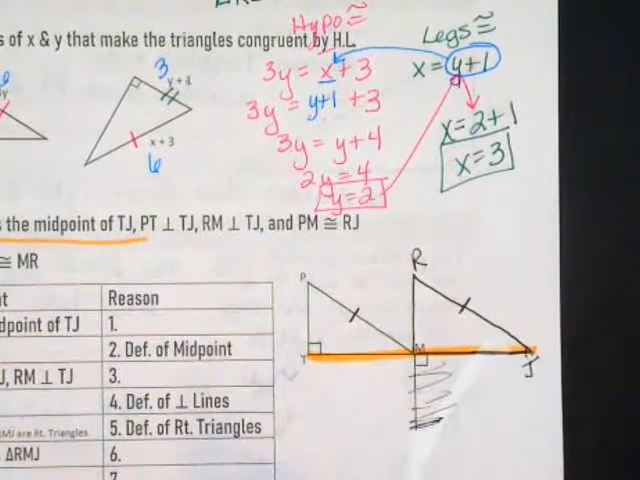 Hypo ≅
Legs ≅
s of x & y that make the triangles congruent by H.L.
3y = x+3
x = y+1
3y = y+1 +3
3y = y+4
2y = 4
y = 2
x = 2+1
x = 3
3
x + 3
6
s the midpoint of TJ, PT ⊥ TJ, RM ⊥ TJ, and PM ≅ RJ
≅ MR
Reason
dpoint of TJ
1.
2. Def. of Midpoint
J, RM ⊥ TJ
3.
4. Def. of ⊥ Lines
MJ are Rt. Triangles
5. Def. of Rt. Triangles
ΔRMJ
6.
7.
R
P
T
M
J